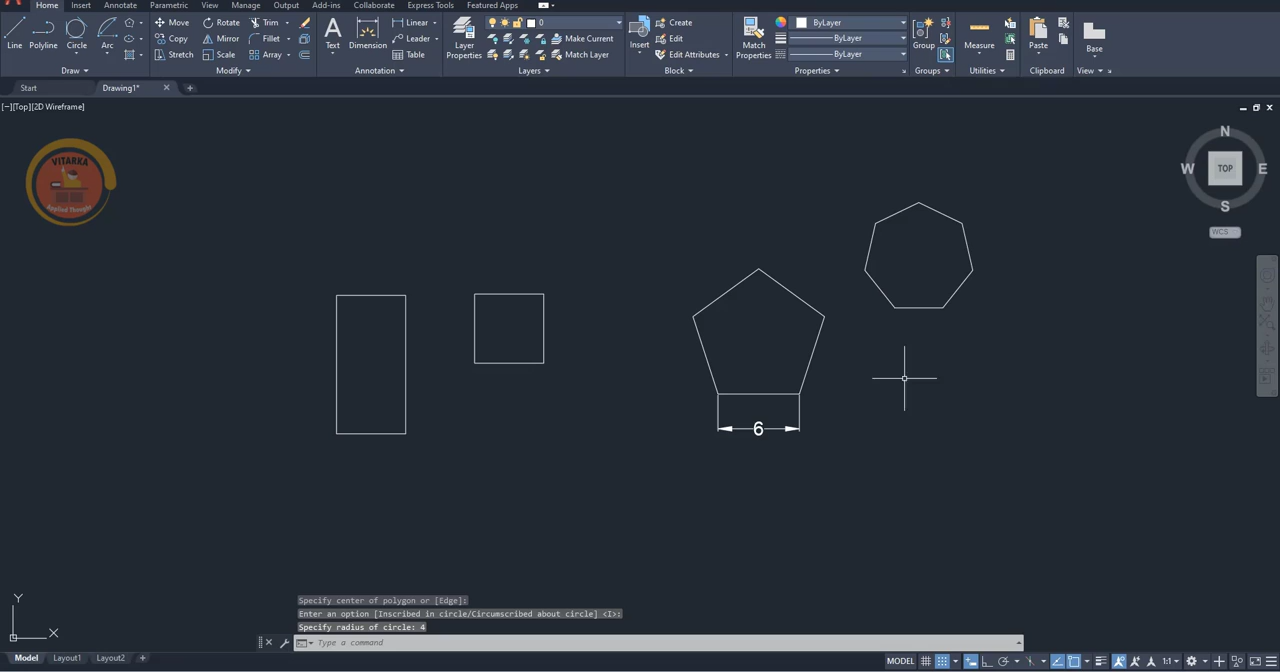 Home Insert Annotate Parametric View Manage Output Add-ins Collaborate Express Tools Featured Apps
Line Polyline Circle Arc
Move Rotate Trim
Copy Mirror Fillet
Stretch Scale Array
Text Dimension
Linear
Leader
Table
Layer Properties
0
Make Current
Match Layer
Insert
Create
Edit
Edit Attributes
Match Properties
ByLayer
ByLayer
ByLayer
Group
Measure
Paste
Base
Draw Modify Annotation Layers Block Properties Groups Utilities Clipboard View
Start Drawing1*
[−][Top][2D Wireframe]
VITARKA
Applied Thought
N
W TOP E
S
WCS
6
Y
X
Specify center of polygon or [Edge]:
Enter an option [Inscribed in circle/Circumscribed about circle] <I>:
Specify radius of circle: 4
Type a command
Model Layout1 Layout2
MODEL 1:1